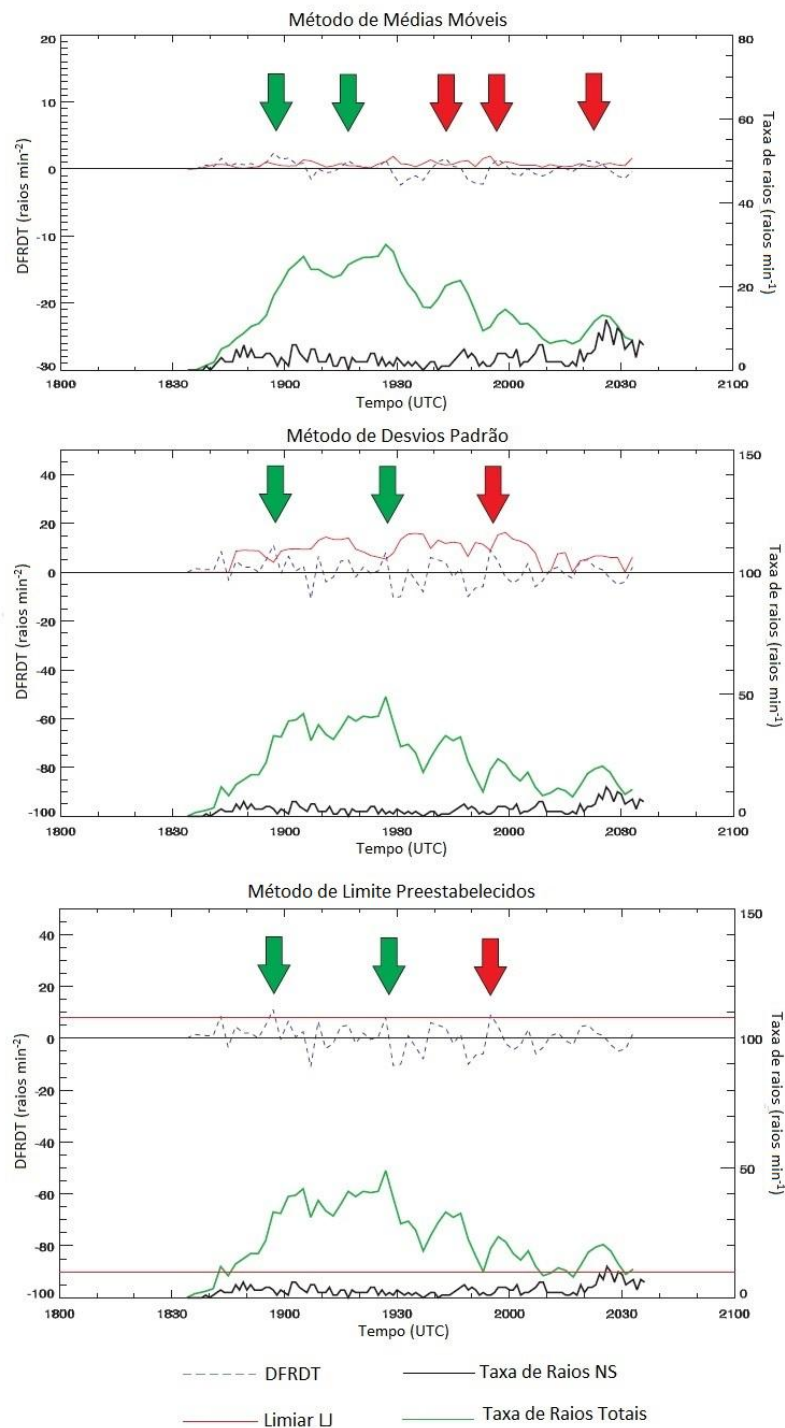 Método de Médias Móveis
20
10
0
-10
-20
-30
DFRDT (raios min-2)
80
60
40
20
0
Taxa de raios (raios min-1)
1800 1830 1900 1980 2000 2030 2100
Tempo (UTC)
Método de Desvios Padrão
40
20
0
-20
-40
-60
-80
-100
DFRDT (raios min-2)
150
100
50
0
Taxa de raios (raios min-1)
1800 1880 1900 1980 2000 2080 2100
Tempo (UTC)
Método de Limite Preestabelecidos
40
20
0
-20
-40
-60
-80
-100
DFRDT (raios min-2)
150
100
50
0
Taxa de raios (raios min-1)
1800 1830 1900 1930 2000 2030 2100
Tempo (UTC)
DFRDT
Taxa de Raios NS
Limiar LJ
Taxa de Raios Totais